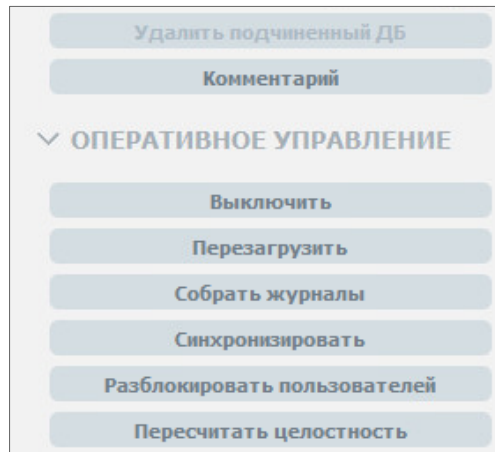 Удалить подчиненный ДБ
Комментарий
ОПЕРАТИВНОЕ УПРАВЛЕНИЕ
Выключить
Перезагрузить
Собрать журналы
Синхронизировать
Разблокировать пользователей
Пересчитать целостность